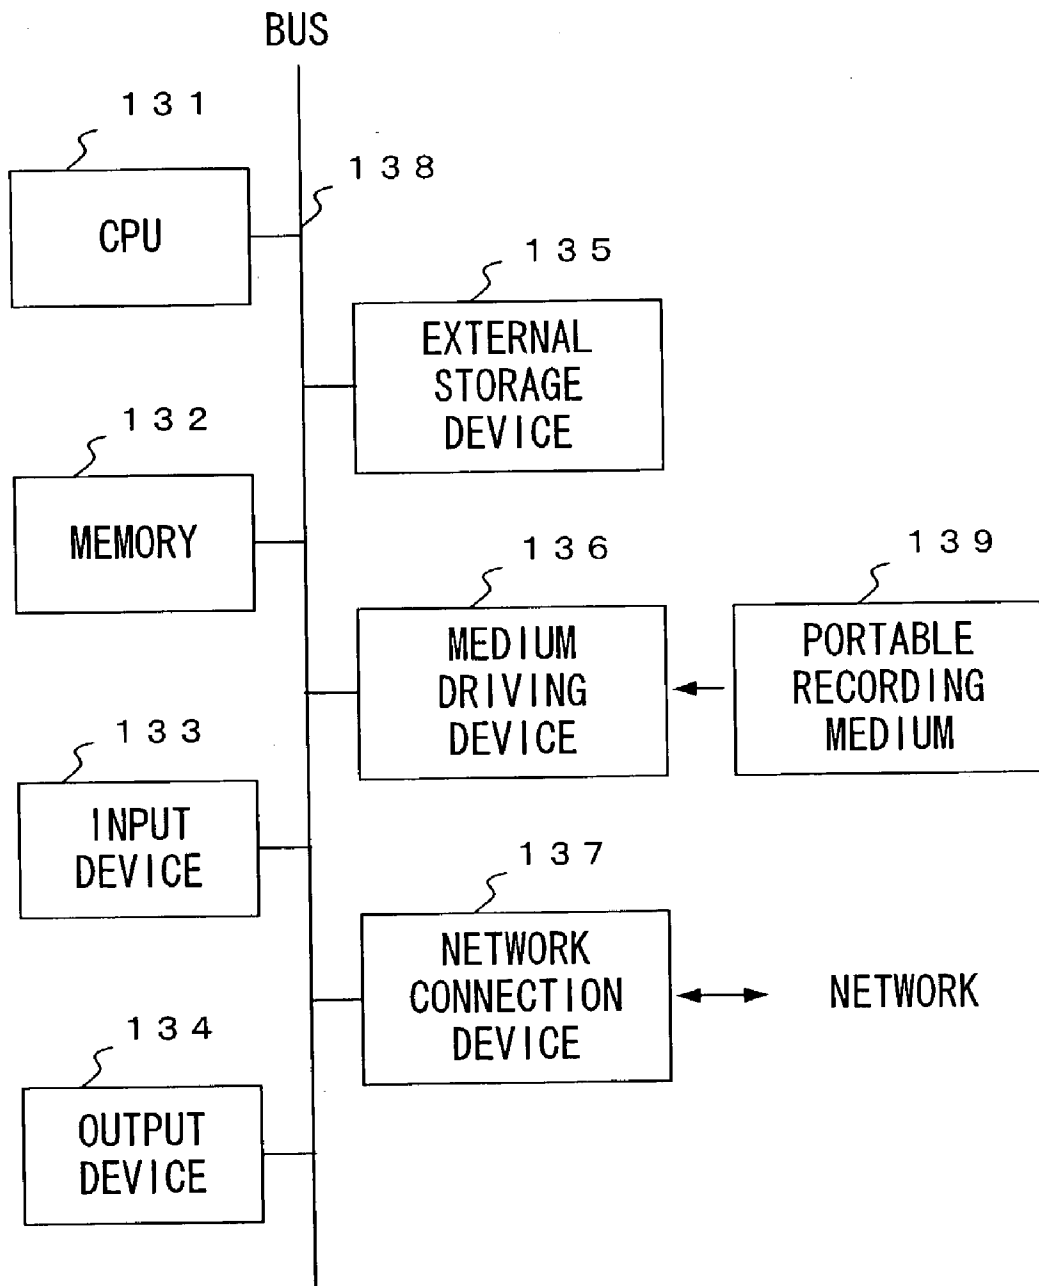 BUS
131
CPU
138
135
EXTERNAL
STORAGE
DEVICE
132
MEMORY
136
MEDIUM
DRIVING
DEVICE
139
PORTABLE
RECORDING
MEDIUM
133
INPUT
DEVICE
137
NETWORK
CONNECTION
DEVICE
NETWORK
134
OUTPUT
DEVICE